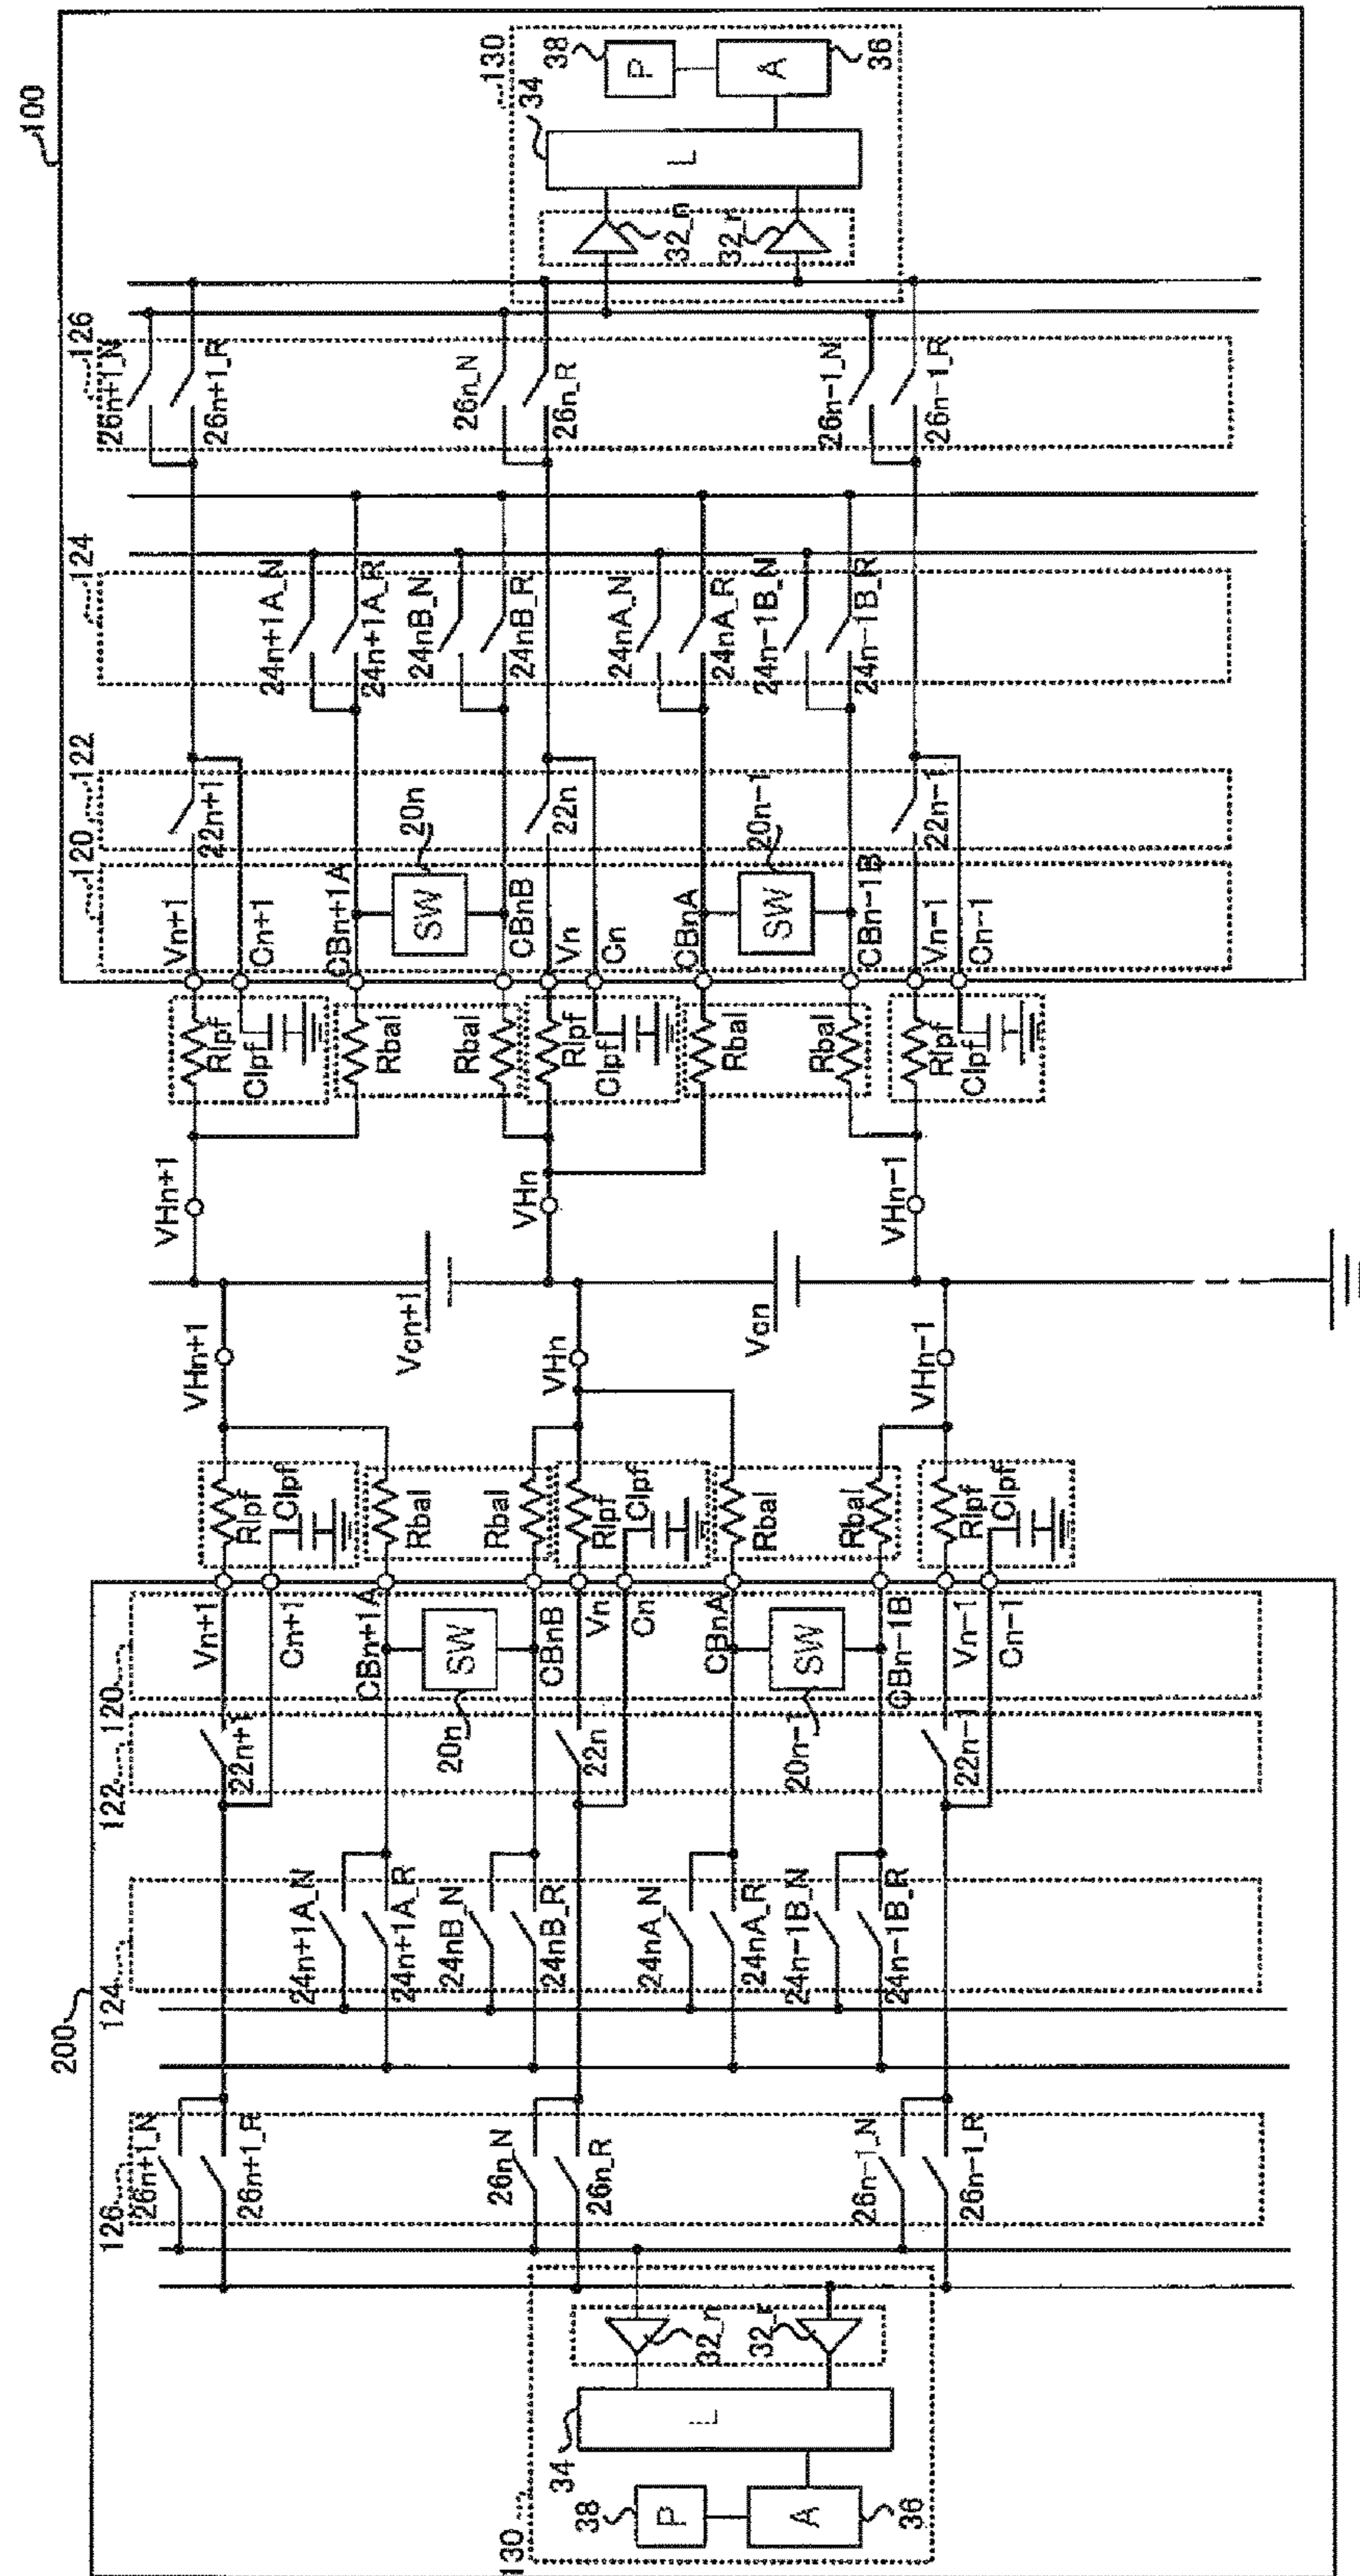 100
130
38
P
34
L
A
36
32_n
32_r
126
26n+1_N
26n+1_R
26n_N
26n_R
26n-1_N
26n-1_R
124
24n+1A_N
24n+1A_R
24nB_N
24nB_R
24nA_N
24nA_R
24n-1B_N
24n-1B_R
120
122
22n+1
20n
22n
20n-1
22n-1
Vn+1
Cn+1
CBn+1A
SW
CBnB
Vn
Cn
CBnA
SW
CBn-1B
Vn-1
Cn-1
Rlpf
Clpf
Rbal
Rbal
Rlpf
Clpf
Rbal
Rbal
Rlpf
Clpf
VHn+1
VHn
VHn-1
Vcn+1
Vcn
VHn+1
VHn
VHn-1
Rlpf
Clpf
Rbal
Rbal
Rlpf
Clpf
Rbal
Rbal
Rlpf
Clpf
200
120
122
Vn+1
Cn+1
CBn+1A
SW
CBnB
Vn
Cn
CBnA
SW
CBn-1B
Vn-1
Cn-1
22n+1
20n
22n
20n-1
22n-1
124
24n+1A_N
24n+1A_R
24nB_N
24nB_R
24nA_N
24nA_R
24n-1B_N
24n-1B_R
126
26n+1_N
26n+1_R
26n_N
26n_R
26n-1_N
26n-1_R
32_n
32_r
34
L
38
P
A
36
130